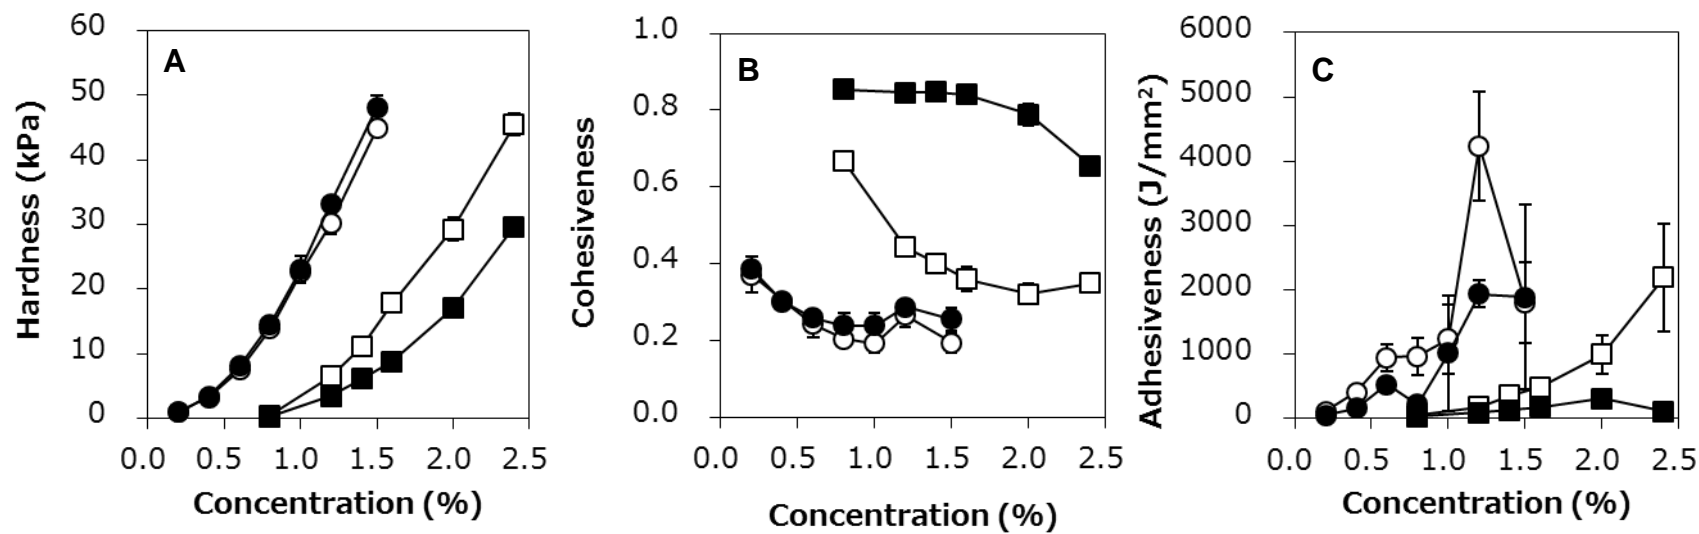 A
Hardness (kPa)
60
50
40
30
20
10
0
0.0 0.5 1.0 1.5 2.0 2.5
Concentration (%)
B
Cohesiveness
1.0
0.8
0.6
0.4
0.2
0.0
0.0 0.5 1.0 1.5 2.0 2.5
Concentration (%)
C
Adhesiveness (J/mm²)
6000
5000
4000
3000
2000
1000
0
0.0 0.5 1.0 1.5 2.0 2.5
Concentration (%)